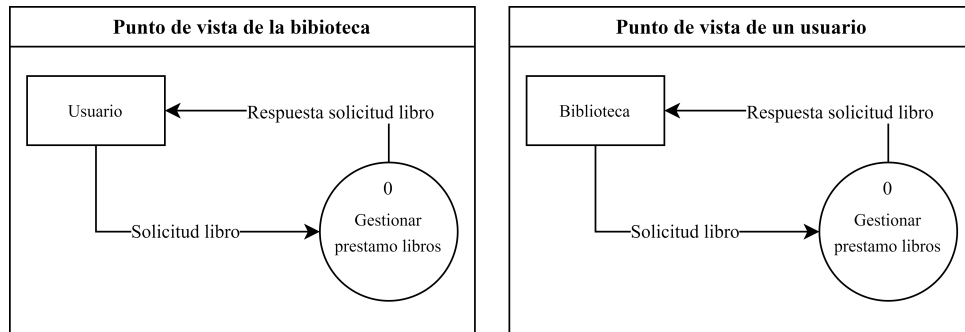 Punto de vista de la bibioteca
Usuario
Respuesta solicitud libro
0
Gestionar
prestamo libros
Solicitud libro
Punto de vista de un usuario
Biblioteca
Respuesta solicitud libro
0
Gestionar
prestamo libros
Solicitud libro